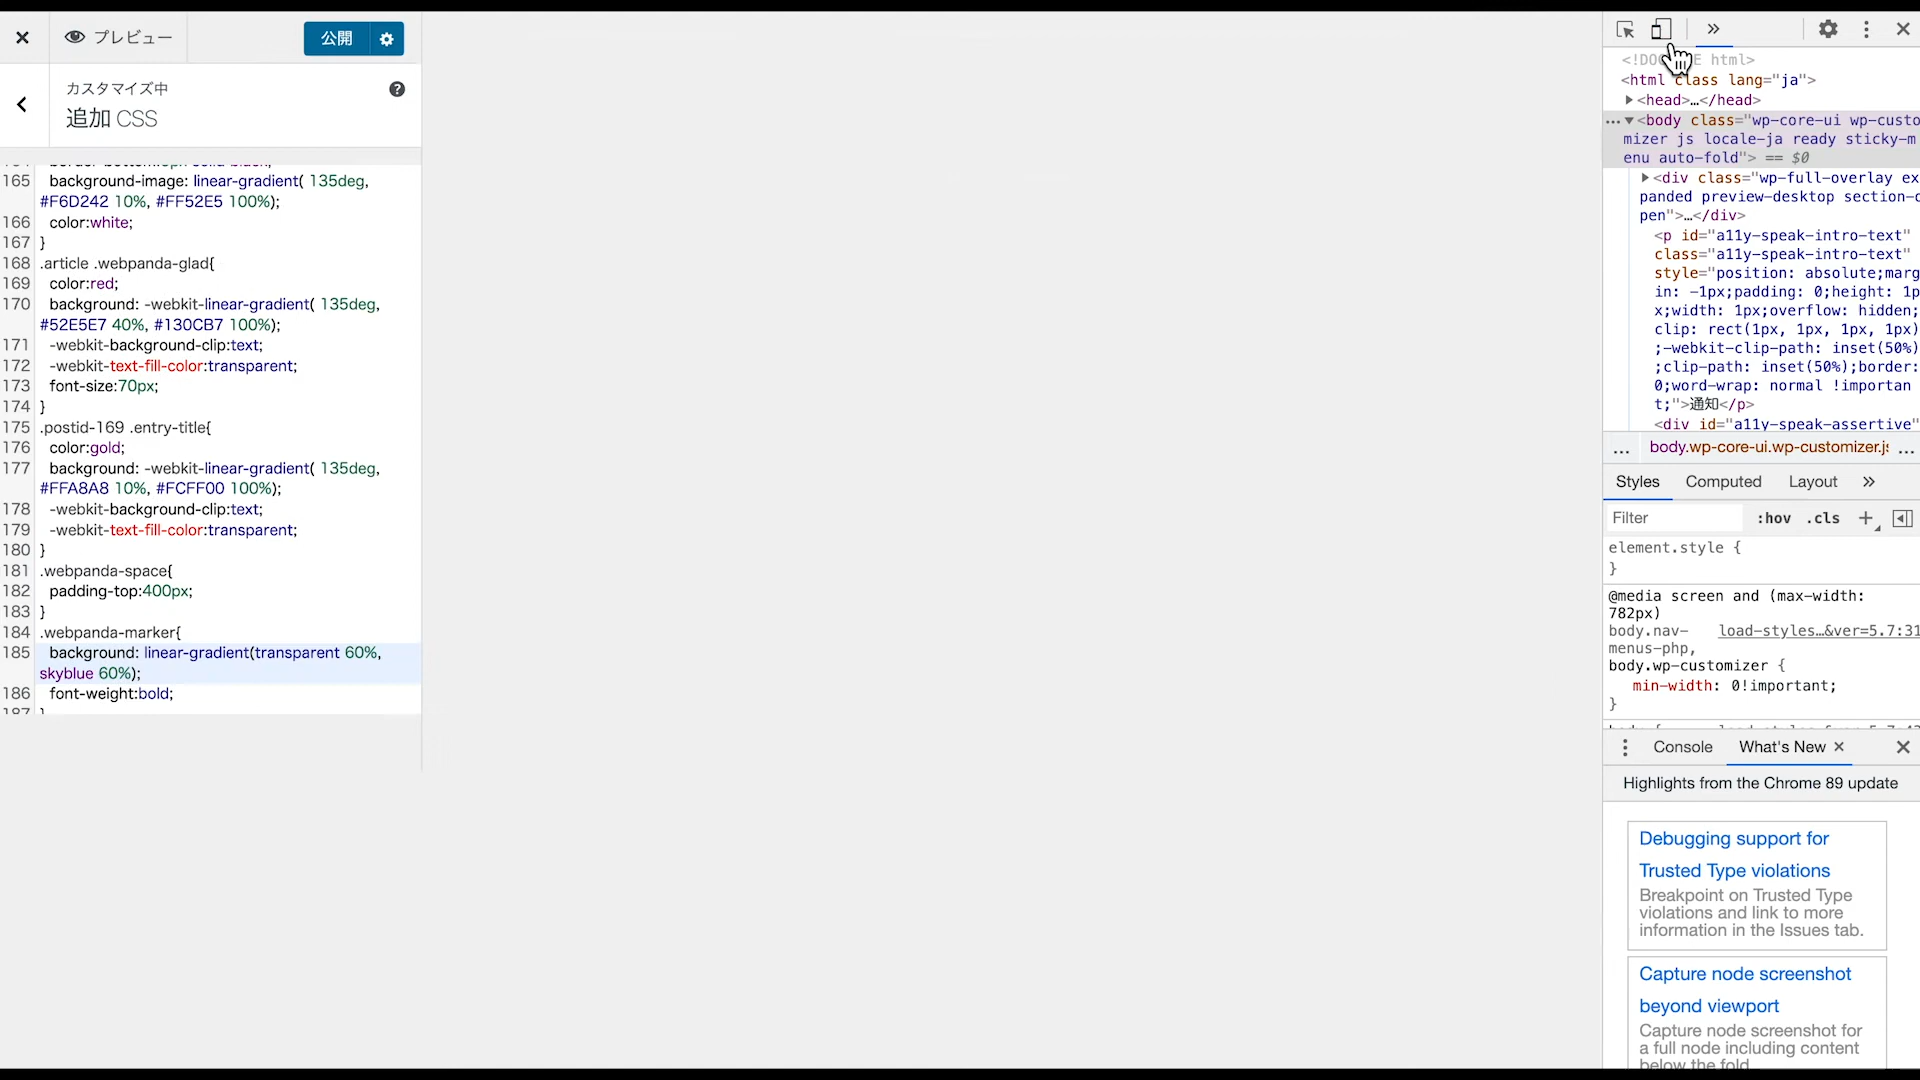 プレビュー
公開
カスタマイズ中
追加 CSS
165 background-image: linear-gradient( 135deg,
#F6D242 10%, #FF52E5 100%);
166 color:white;
167 }
168 .article .webpanda-glad{
169 color:red;
170 background: -webkit-linear-gradient( 135deg,
#52E5E7 40%, #130CB7 100%);
171 -webkit-background-clip:text;
172 -webkit-text-fill-color:transparent;
173 font-size:70px;
174 }
175 .postid-169 .entry-title{
176 color:gold;
177 background: -webkit-linear-gradient( 135deg,
#FFA8A8 10%, #FCFF00 100%);
178 -webkit-background-clip:text;
179 -webkit-text-fill-color:transparent;
180 }
181 .webpanda-space{
182 padding-top:400px;
183 }
184 .webpanda-marker{
185 background: linear-gradient(transparent 60%,
skyblue 60%);
186 font-weight:bold;
187 }
html>
<html class lang="ja">
<head>…</head>
<body class="wp-core-ui wp-custo
mizer js locale-ja ready sticky-m
enu auto-fold"> == $0
<div class="wp-full-overlay ex
panded preview-desktop section-o
pen">…</div>
<p id="a11y-speak-intro-text"
class="a11y-speak-intro-text"
style="position: absolute;marg
in: -1px;padding: 0;height: 1p
x;width: 1px;overflow: hidden;
clip: rect(1px, 1px, 1px, 1px)
;-webkit-clip-path: inset(50%)
;clip-path: inset(50%);border:
0;word-wrap: normal !importan
t;">通知</p>
<div id="a11y-speak-assertive"
... body.wp-core-ui.wp-customizer.js ...
Styles Computed Layout »
Filter :hov .cls +
element.style {
}
@media screen and (max-width:
782px)
body.nav- load-styles…&ver=5.7:31
menus-php,
body.wp-customizer {
min-width: 0!important;
}
Console What's New ×
Highlights from the Chrome 89 update
Debugging support for
Trusted Type violations
Breakpoint on Trusted Type
violations and link to more
information in the Issues tab.
Capture node screenshot
beyond viewport
Capture node screenshot for
a full node including content
below the fold.